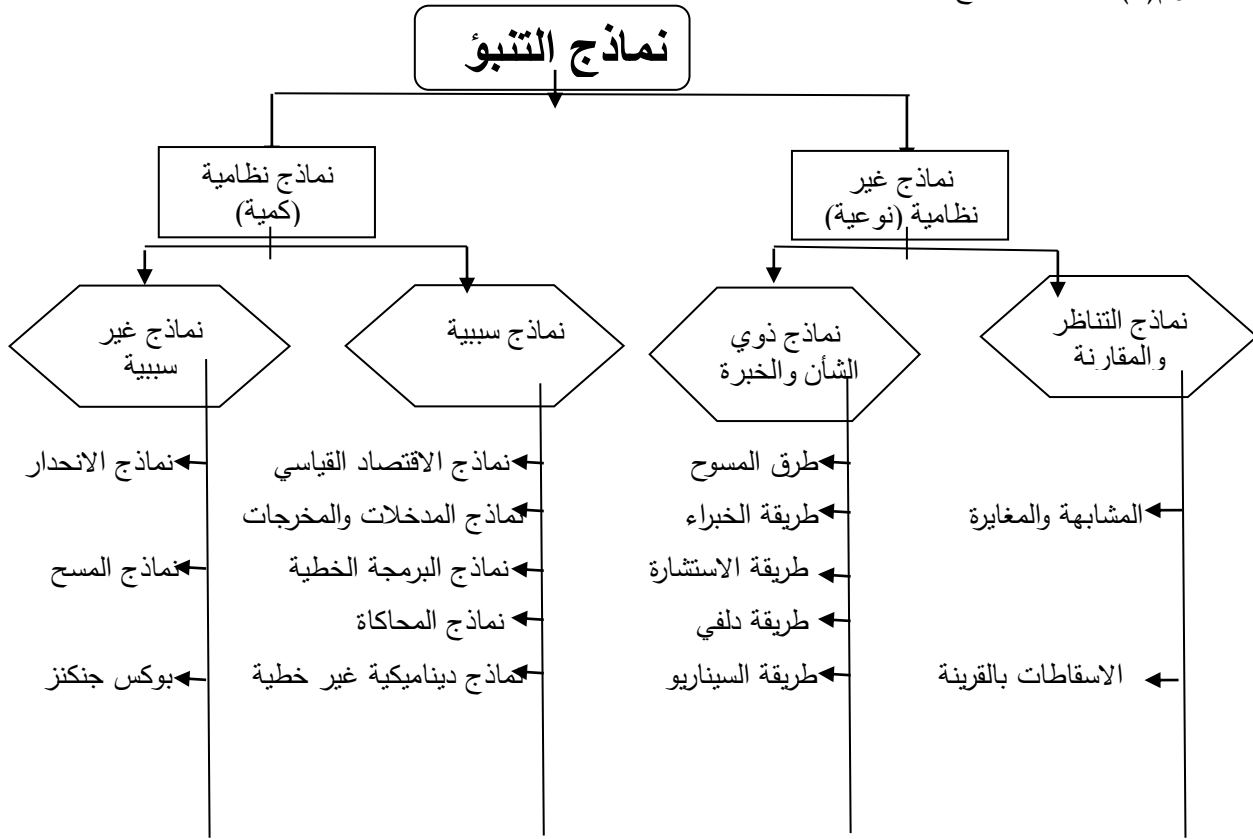 نماذج التنبؤ
نماذج غير
نظامية (نوعية)
نماذج نظامية
(كمية)
نماذج التناظر
والمقارنة
نماذج ذوي
الشأن والخبرة
نماذج سببية
نماذج غير
سببية
المشابهة والمغايرة
الاسقاطات بالقرينة
طرق المسوح
طريقة الخبراء
طريقة الاستشارة
طريقة دلفي
طريقة السيناريو
نماذج الاقتصاد القياسي
نماذج المدخلات والمخرجات
نماذج البرمجة الخطية
نماذج المحاكاة
نماذج ديناميكية غير خطية
نماذج الانحدار
نماذج المسح
بوكس جنكنز